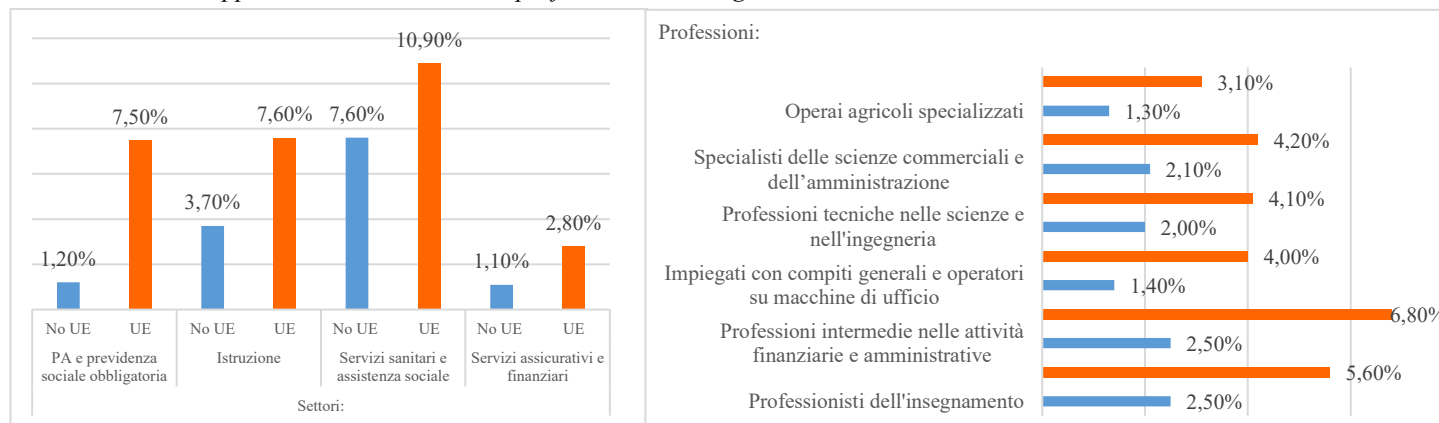 10,90%
7,50%
7,60%
7,60%
3,70%
2,80%
1,20%
1,10%
No UE UE No UE UE No UE UE No UE UE
PA e previdenza sociale obbligatoria
Istruzione
Servizi sanitari e assistenza sociale
Servizi assicurativi e finanziari
Settori:
Professioni:
3,10%
Operai agricoli specializzati
1,30%
4,20%
Specialisti delle scienze commerciali e
dell’amministrazione
2,10%
4,10%
Professioni tecniche nelle scienze e
nell'ingegneria
2,00%
4,00%
Impiegati con compiti generali e operatori
su macchine di ufficio
1,40%
6,80%
Professioni intermedie nelle attività
finanziarie e amministrative
2,50%
5,60%
Professionisti dell'insegnamento
2,50%